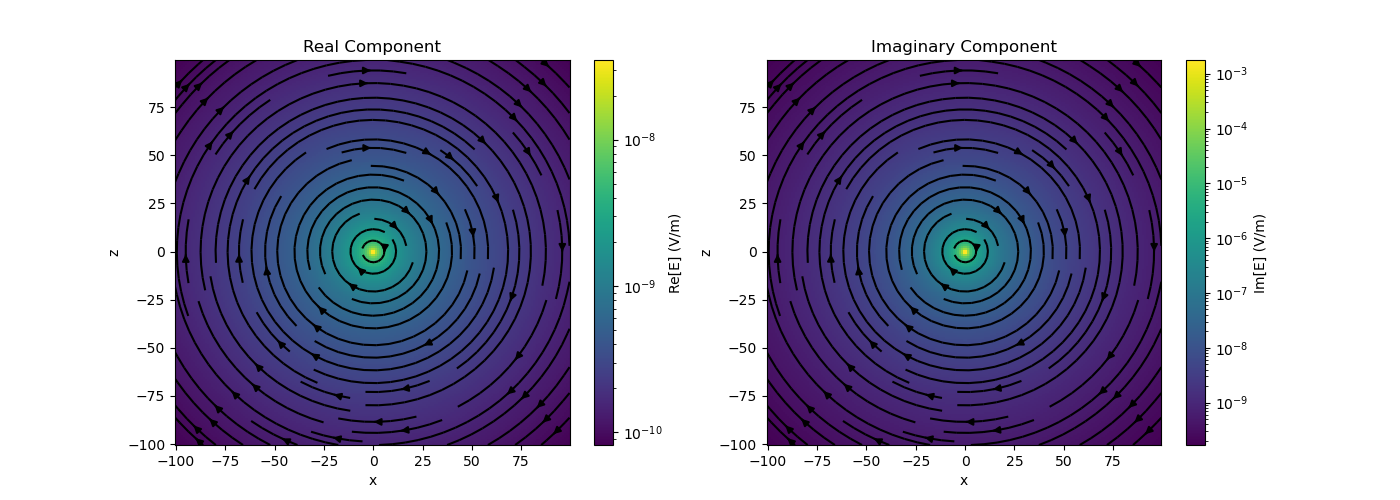 Real Component
75
50
25
0
−25
−50
−75
−100
z
−100 −75 −50 −25 0 25 50 75
x
10⁻⁸
10⁻⁹
10⁻¹⁰
Re[E] (V/m)
Imaginary Component
75
50
25
0
−25
−50
−75
−100
z
−100 −75 −50 −25 0 25 50 75
x
10⁻³
10⁻⁴
10⁻⁵
10⁻⁶
10⁻⁷
10⁻⁸
10⁻⁹
Im[E] (V/m)